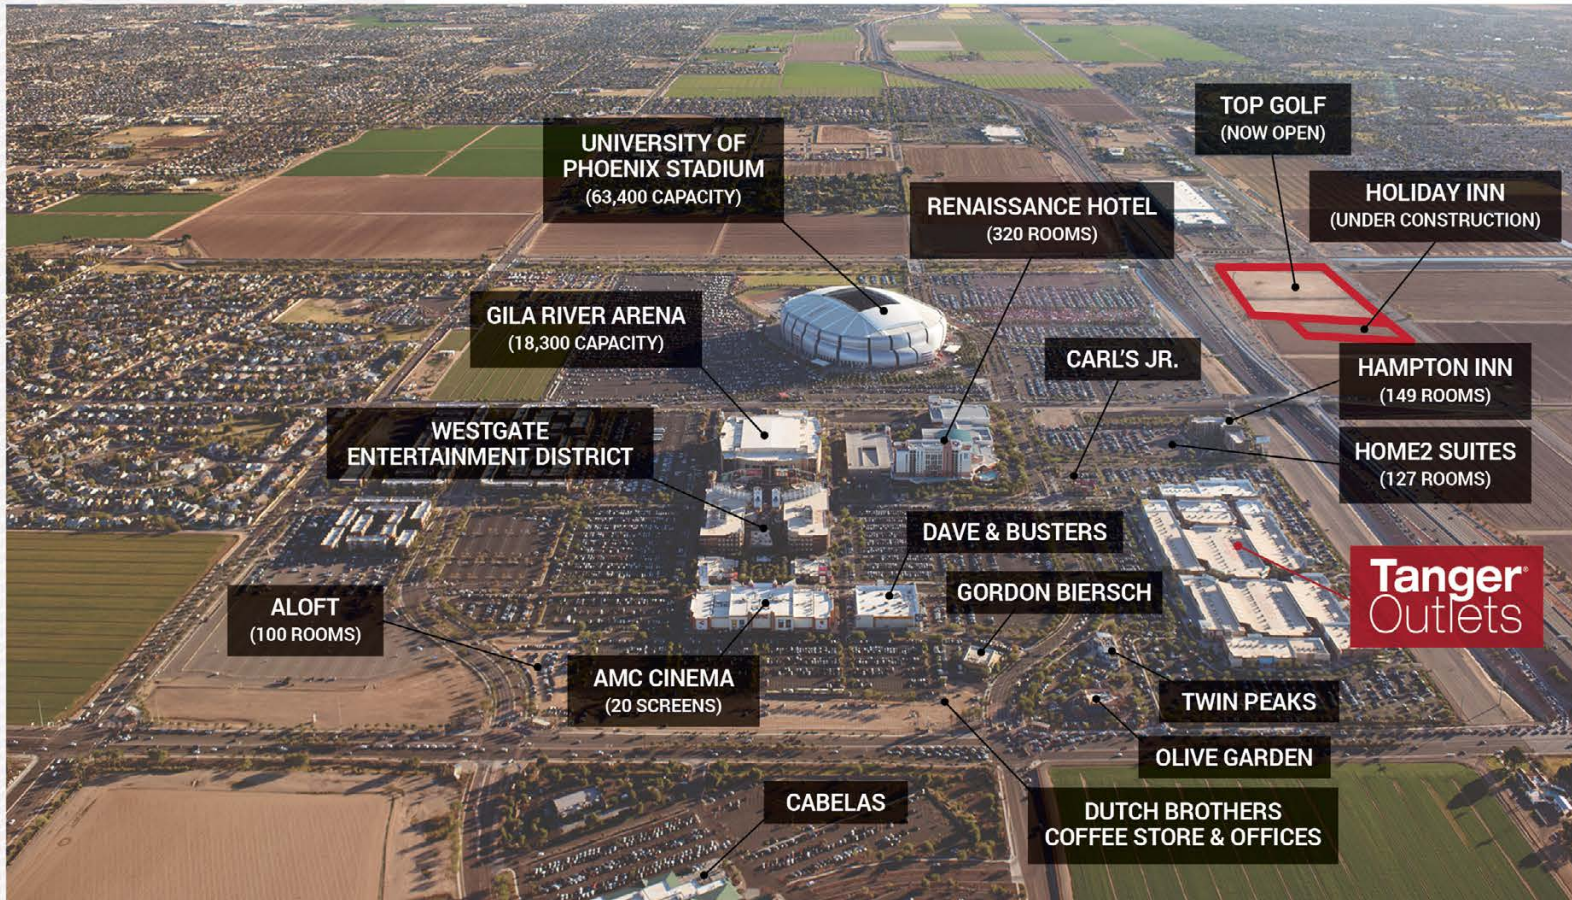 TOP GOLF
(NOW OPEN)
UNIVERSITY OF
PHOENIX STADIUM
(63,400 CAPACITY)
HOLIDAY INN
(UNDER CONSTRUCTION)
RENAISSANCE HOTEL
(320 ROOMS)
GILA RIVER ARENA
(18,300 CAPACITY)
CARL'S JR.
HAMPTON INN
(149 ROOMS)
WESTGATE
ENTERTAINMENT DISTRICT
HOME2 SUITES
(127 ROOMS)
DAVE & BUSTERS
Tanger®
Outlets
GORDON BIERSCH
ALOFT
(100 ROOMS)
AMC CINEMA
(20 SCREENS)
TWIN PEAKS
OLIVE GARDEN
CABELAS
DUTCH BROTHERS
COFFEE STORE & OFFICES